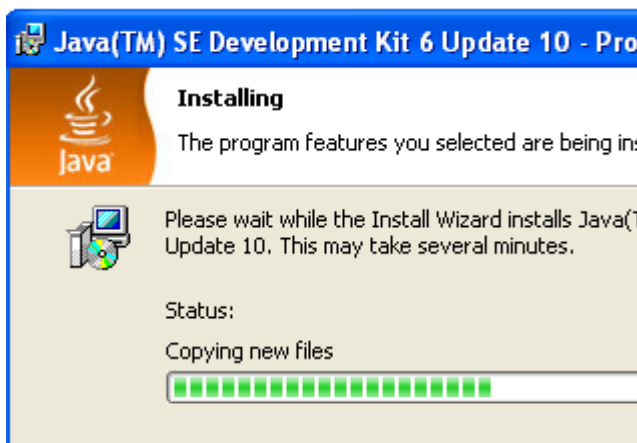 Java(TM) SE Development Kit 6 Update 10 - Pro
Java
Installing
The program features you selected are being ins
Please wait while the Install Wizard installs Java(T
Update 10. This may take several minutes.
Status:
Copying new files